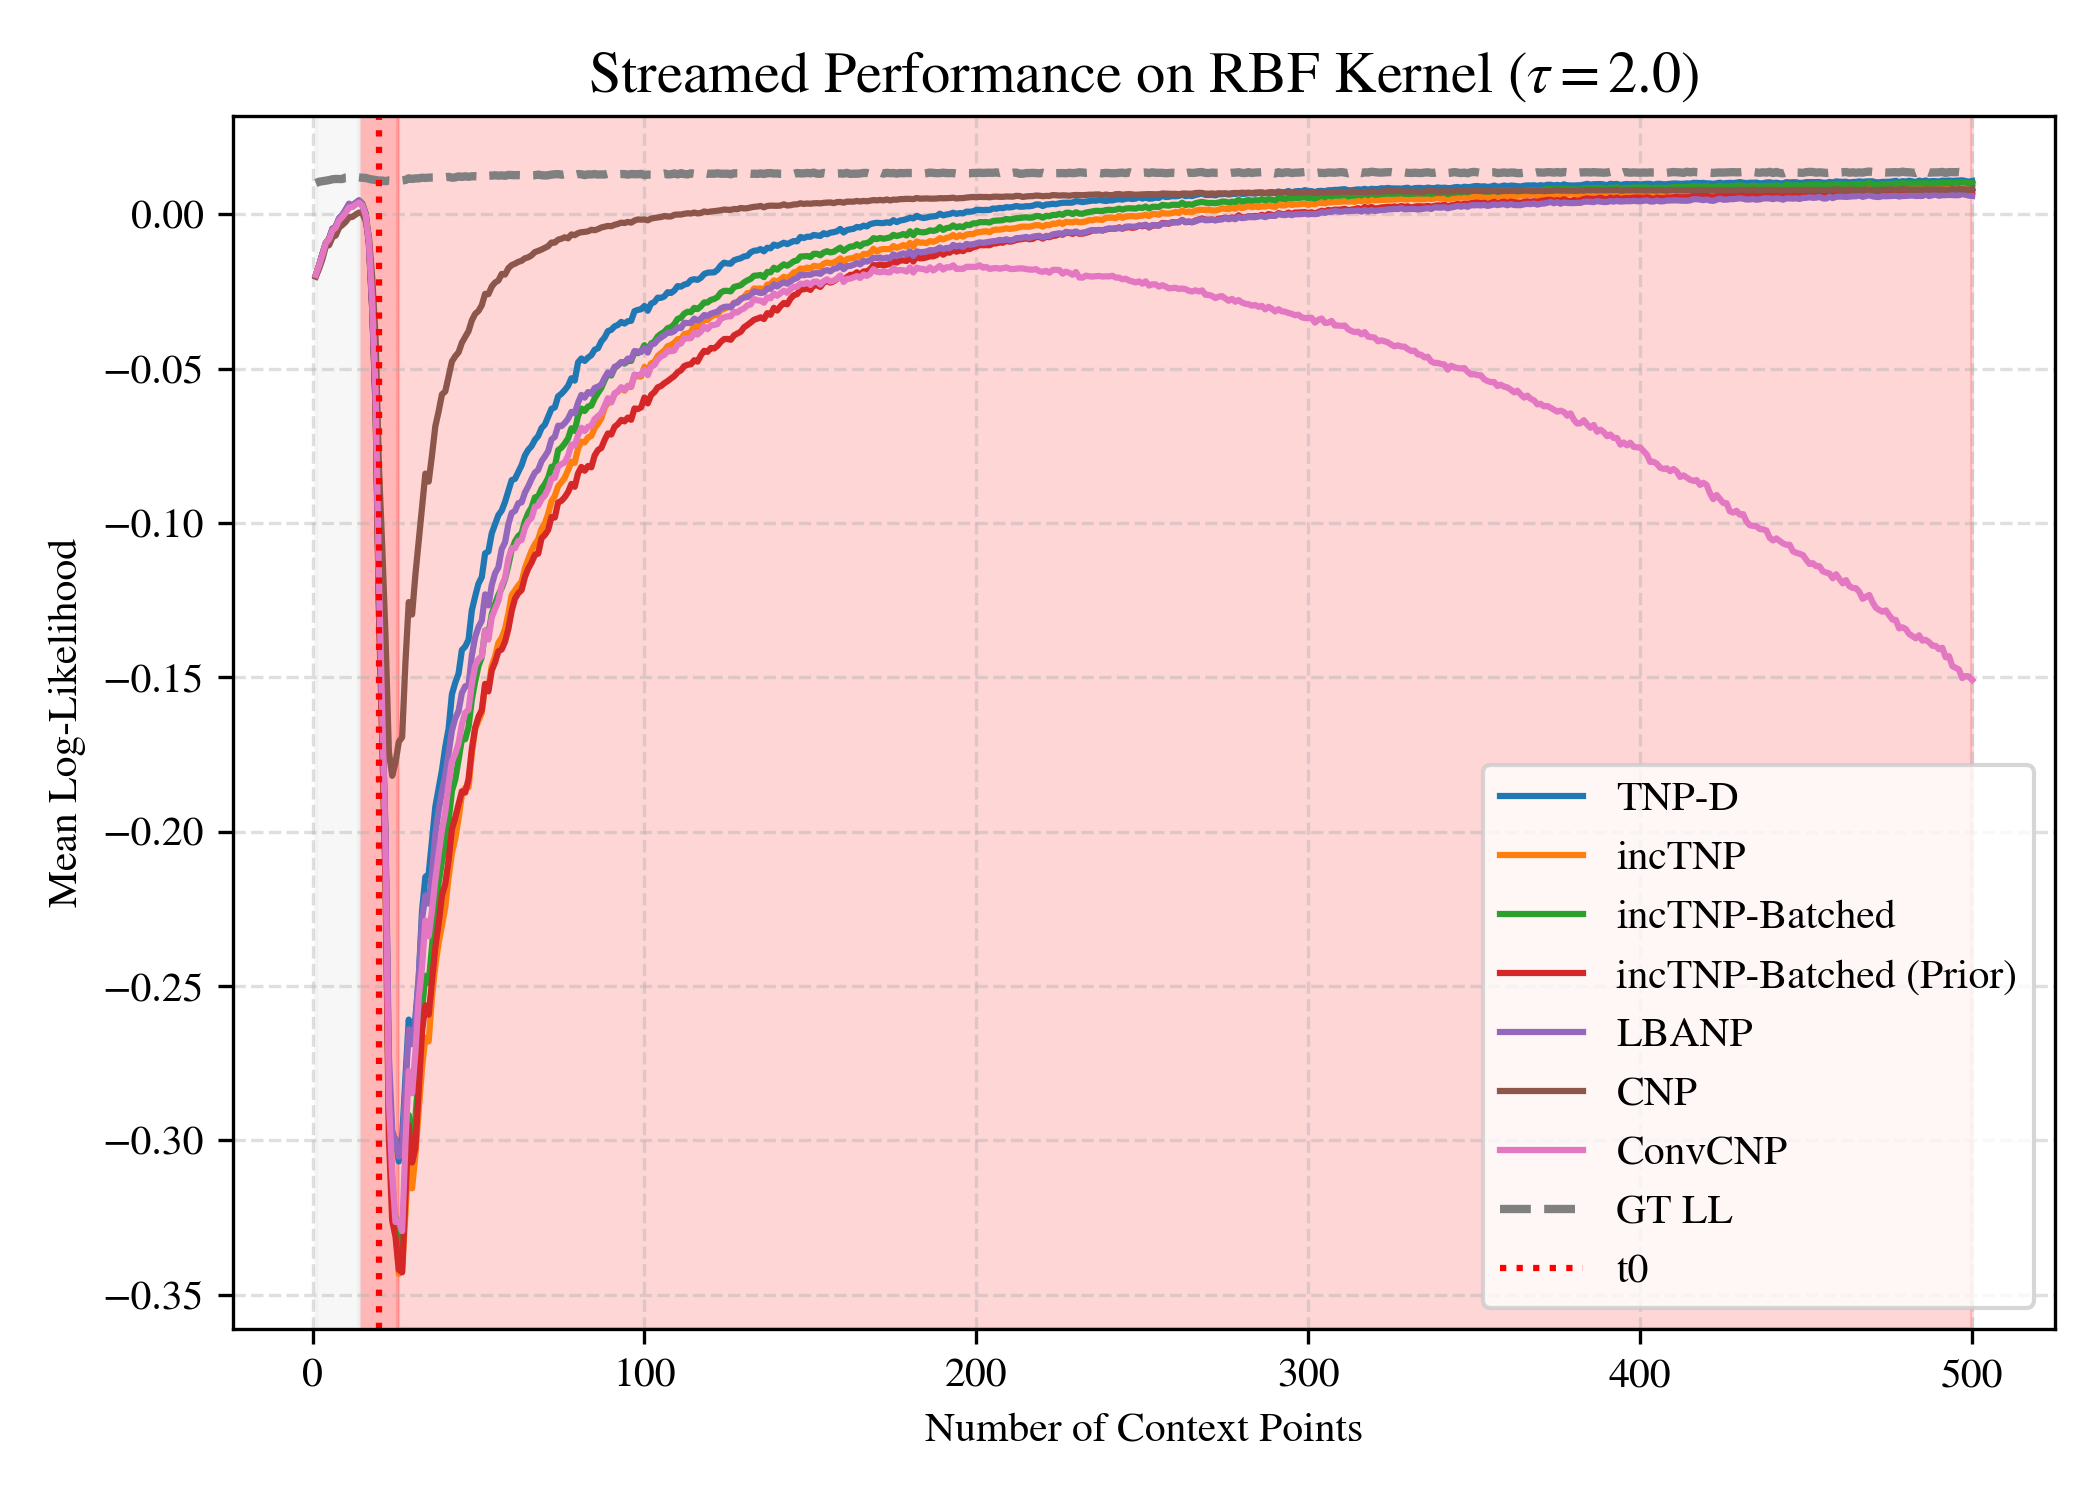 Streamed Performance on RBF Kernel (τ = 2.0)
Mean Log-Likelihood
0.00
−0.05
−0.10
−0.15
−0.20
−0.25
−0.30
−0.35
TNP-D
incTNP
incTNP-Batched
incTNP-Batched (Prior)
LBANP
CNP
ConvCNP
GT LL
t0
0 100 200 300 400 500
Number of Context Points